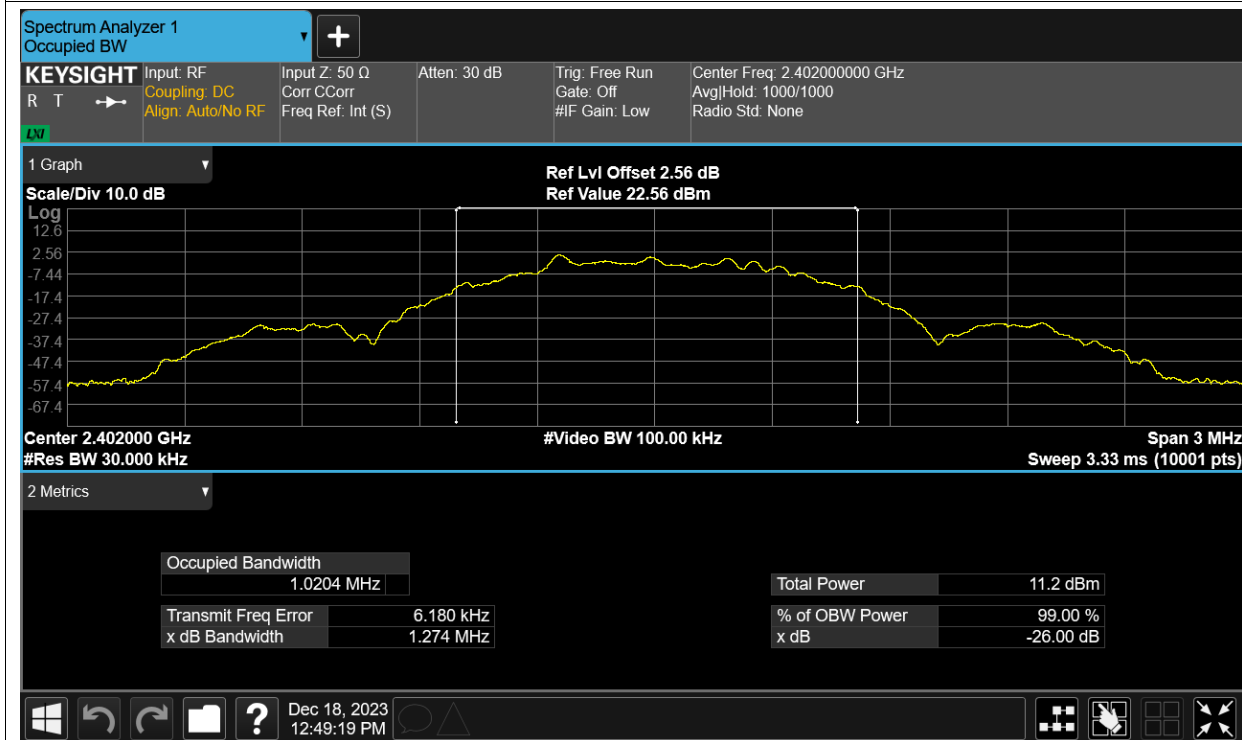 Spectrum Analyzer 1
Occupied BW
+
KEYSIGHT
R T
LXI
Input: RF
Coupling: DC
Align: Auto/No RF
Input Z: 50 Ω
Corr CCorr
Freq Ref: Int (S)
Atten: 30 dB
Trig: Free Run
Gate: Off
#IF Gain: Low
Center Freq: 2.402000000 GHz
Avg|Hold: 1000/1000
Radio Std: None
1 Graph
Scale/Div 10.0 dB
Ref Lvl Offset 2.56 dB
Ref Value 22.56 dBm
Log
12.6
2.56
-7.44
-17.4
-27.4
-37.4
-47.4
-57.4
-67.4
Center 2.402000 GHz
#Video BW 100.00 kHz
Span 3 MHz
#Res BW 30.000 kHz
Sweep 3.33 ms (10001 pts)
2 Metrics
Occupied Bandwidth
1.0204 MHz
Total Power 11.2 dBm
Transmit Freq Error 6.180 kHz
% of OBW Power 99.00 %
x dB Bandwidth 1.274 MHz
x dB -26.00 dB
?
Dec 18, 2023
12:49:19 PM